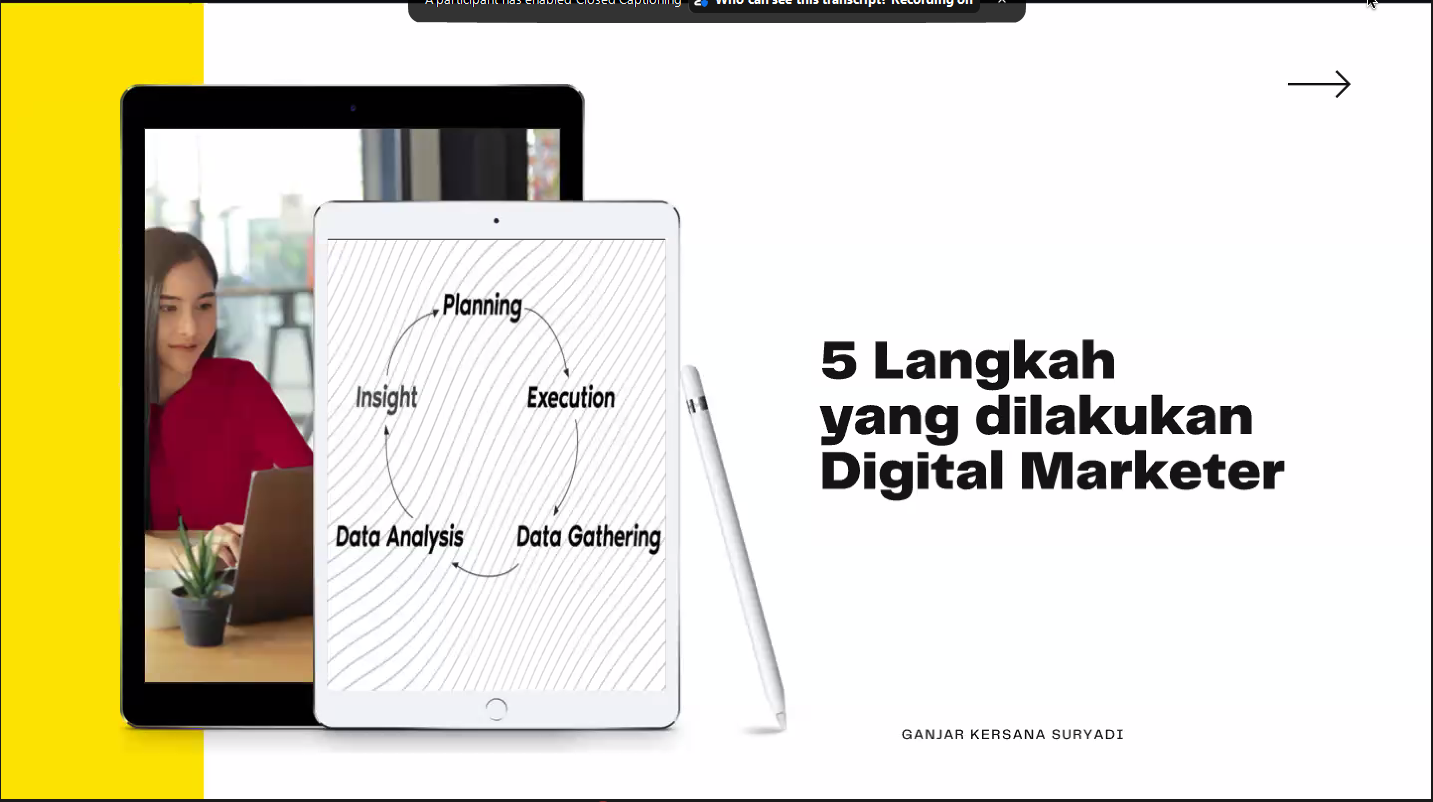 A participant has enabled Closed Captioning Who can see this transcript? Recording on
Planning
Insight
Execution
Data Analysis
Data Gathering
5 Langkah
yang dilakukan
Digital Marketer
GANJAR KERSANA SURYADI